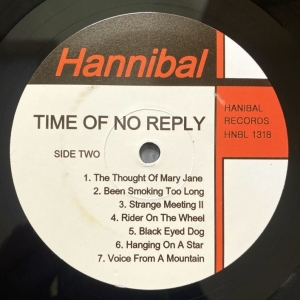 Hannibal
HANIBAL
RECORDS
HNBL 1318
TIME OF NO REPLY
SIDE TWO
1. The Thought Of Mary Jane
2. Been Smoking Too Long
3. Strange Meeting II
4. Rider On The Wheel
5. Black Eyed Dog
6. Hanging On A Star
7. Voice From A Mountain